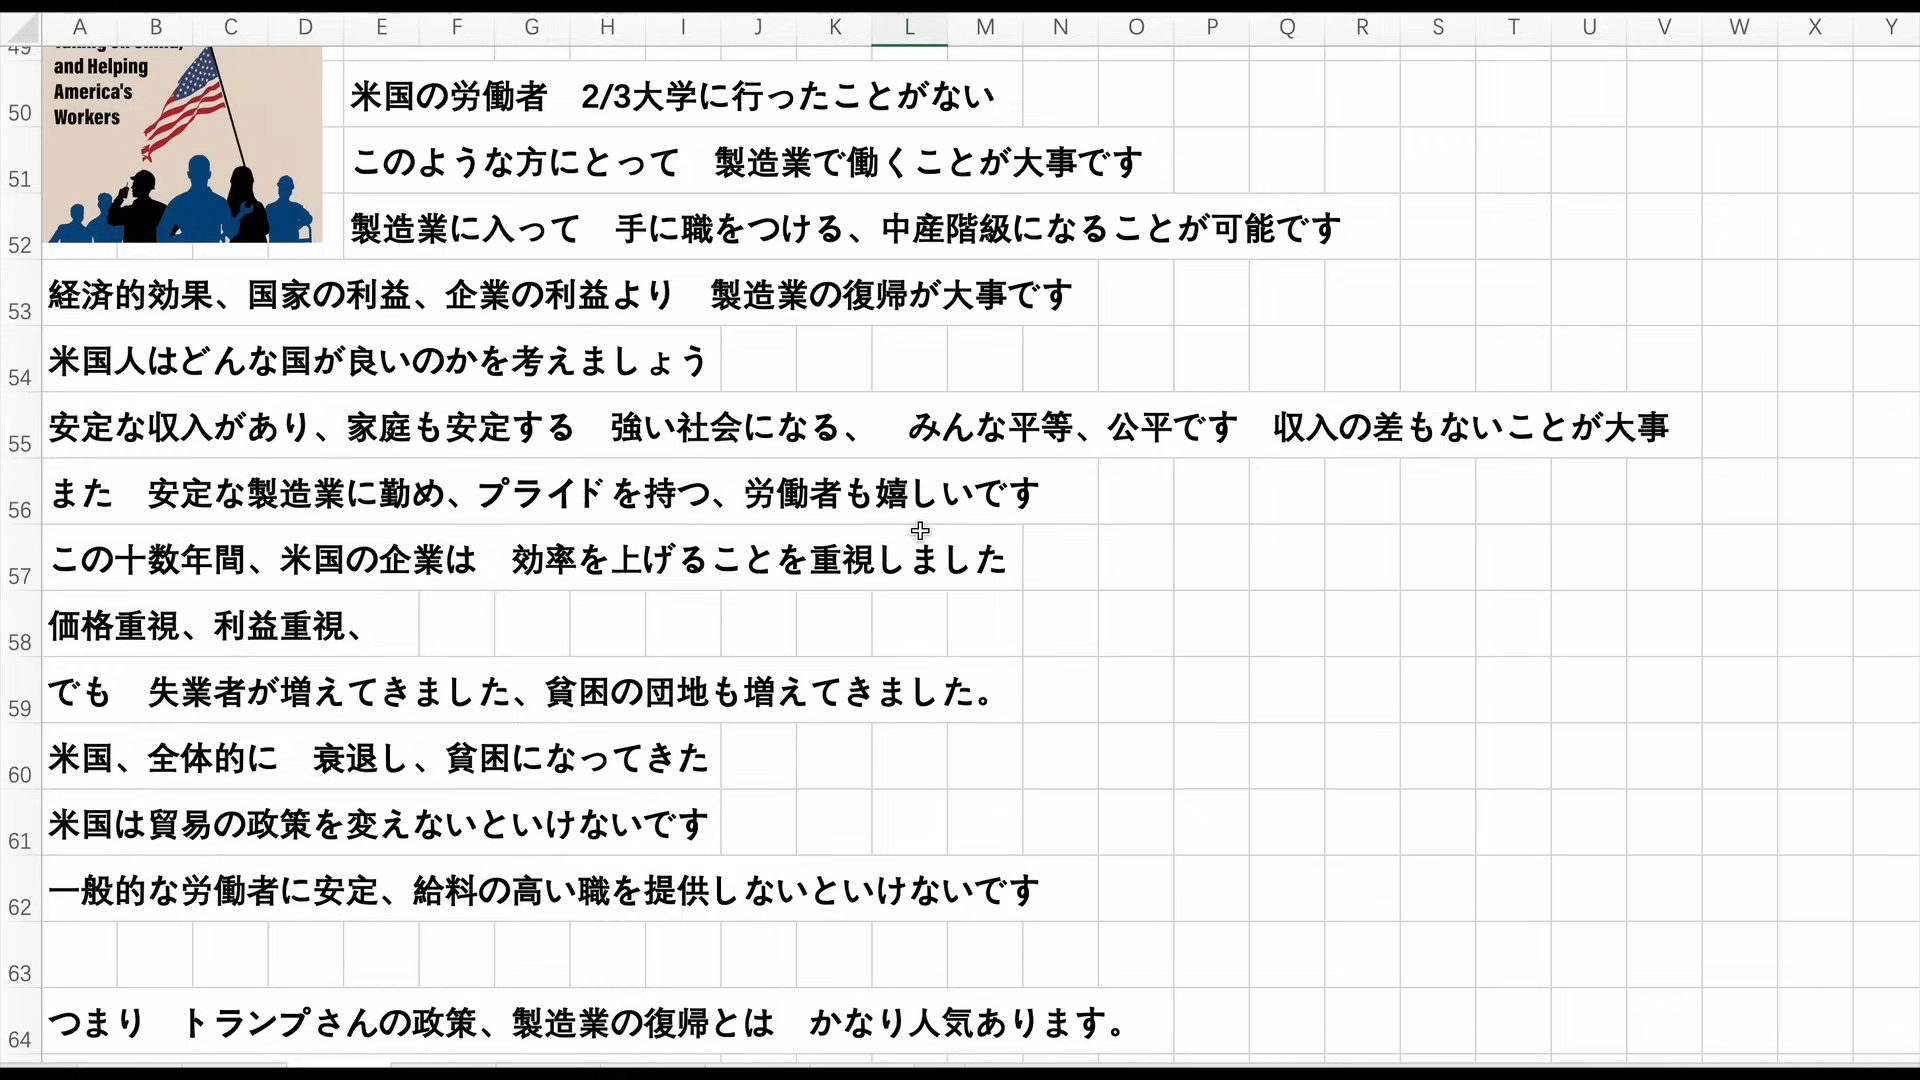 A B C D E F G H I J K L M N O P Q R S T U V W X Y
49
and Helping
America's
Workers
50 米国の労働者　2/3大学に行ったことがない
51 このような方にとって　製造業で働くことが大事です
52 製造業に入って　手に職をつける、中産階級になることが可能です
53 経済的効果、国家の利益、企業の利益より　製造業の復帰が大事です
54 米国人はどんな国が良いのかを考えましょう
55 安定な収入があり、家庭も安定する　強い社会になる、　みんな平等、公平です　収入の差もないことが大事
56 また　安定な製造業に勤め、プライドを持つ、労働者も嬉しいです
57 この十数年間、米国の企業は　効率を上げることを重視しました
58 価格重視、利益重視、
59 でも　失業者が増えてきました、貧困の団地も増えてきました。
60 米国、全体的に　衰退し、貧困になってきた
61 米国は貿易の政策を変えないといけないです
62 一般的な労働者に安定、給料の高い職を提供しないといけないです
63
64 つまり　トランプさんの政策、製造業の復帰とは　かなり人気あります。